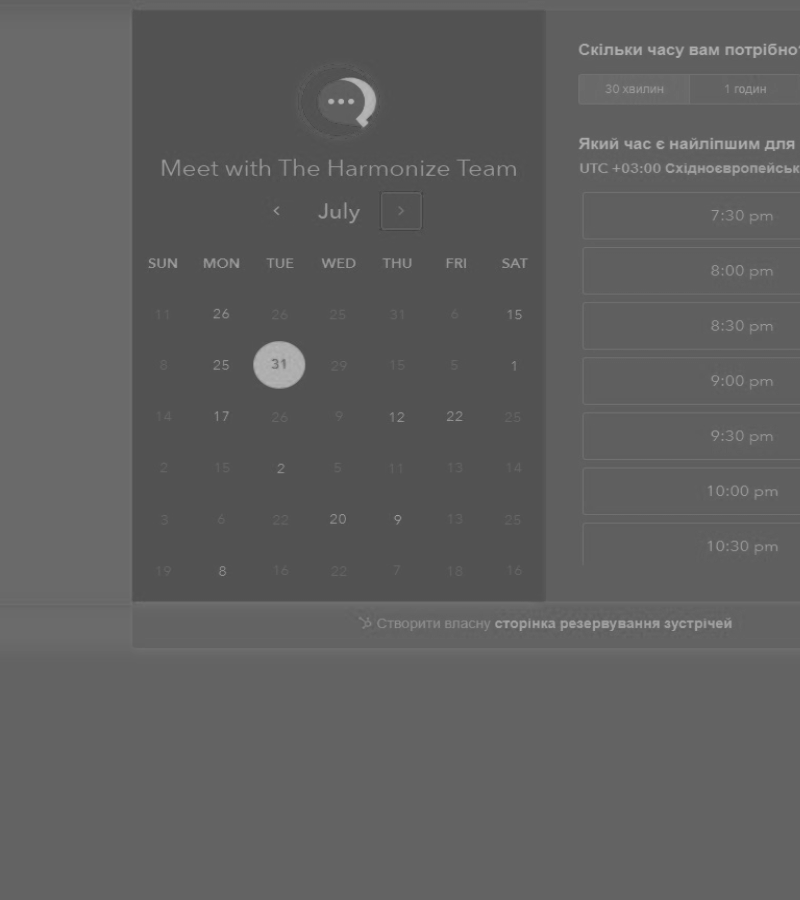 Meet with The Harmonize Team
July
SUN MON TUE WED THU FRI SAT
11 26 26 25 31 6 15
8 25 31 29 15 5 1
14 17 26 9 12 22 25
2 15 2 5 11 13 14
3 6 22 20 9 13 25
19 8 16 22 7 18 16
Скільки часу вам потрібно
30 хвилин 1 годин
Який час є найліпшим для
UTC +03:00 Східноєвропейськ
7:30 pm
8:00 pm
8:30 pm
9:00 pm
9:30 pm
10:00 pm
10:30 pm
Створити власну сторінка резервування зустрічей